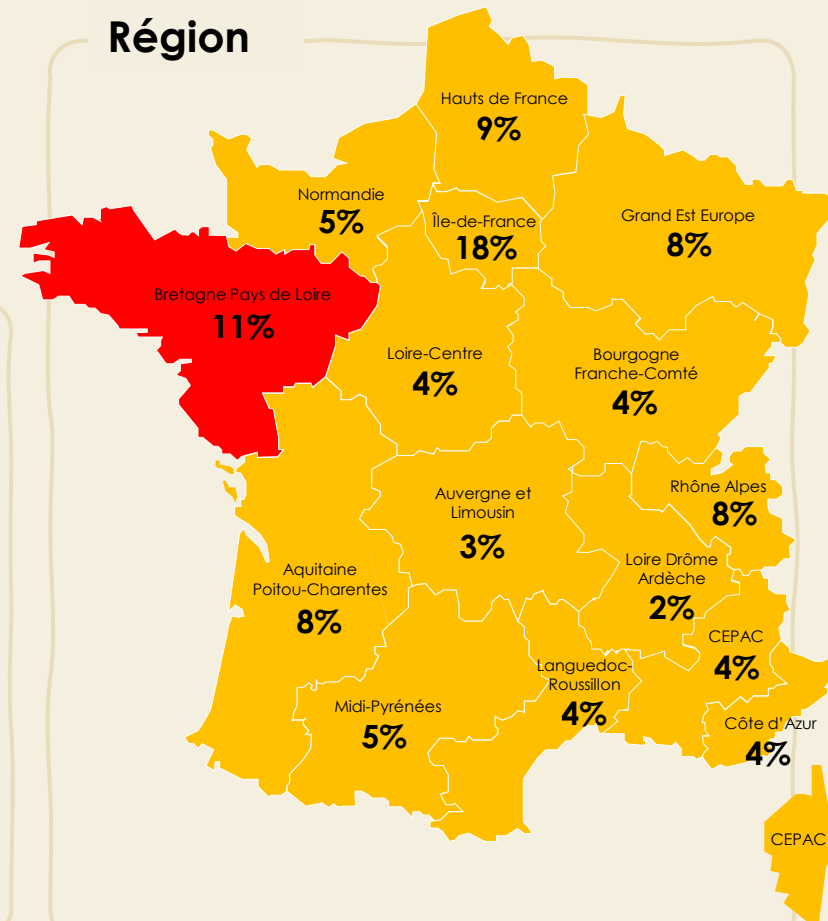 Région
Hauts de France
9%
Normandie
5%
Île-de-France
18%
Grand Est Europe
8%
Bretagne Pays de Loire
11%
Loire-Centre
4%
Bourgogne
Franche-Comté
4%
Auvergne et
Limousin
3%
Rhône Alpes
8%
Loire Drôme
Ardèche
2%
Aquitaine
Poitou-Charentes
8%
CEPAC
4%
Languedoc-
Roussillon
4%
Midi-Pyrénées
5%
Côte d'Azur
4%
CEPAC